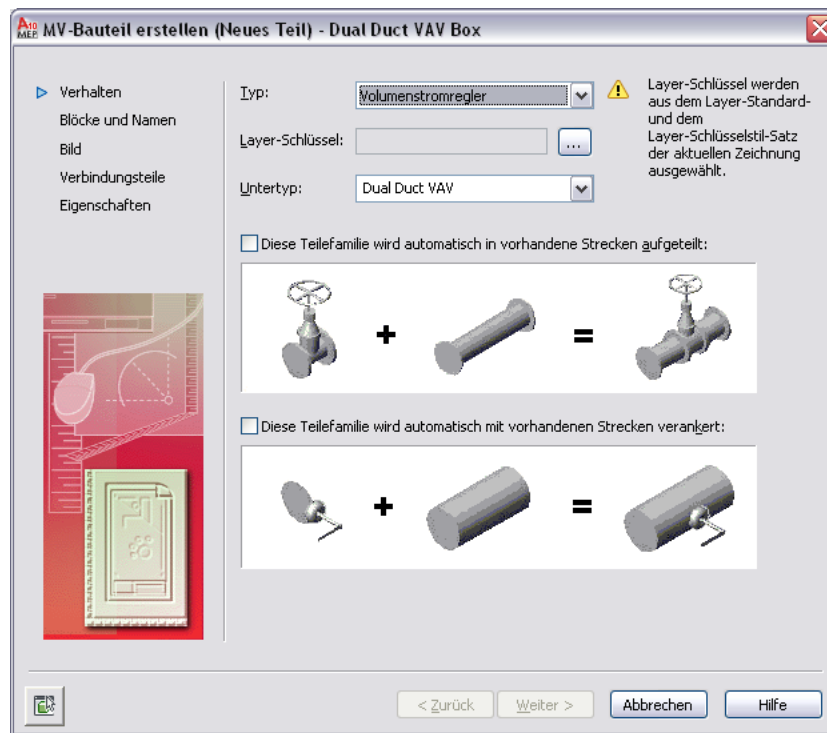 A10
MEP
MV-Bauteil erstellen (Neues Teil) - Dual Duct VAV Box
Verhalten
Blöcke und Namen
Bild
Verbindungsteile
Eigenschaften
Typ:
Volumenstromregler
Layer-Schlüssel werden
aus dem Layer-Standard-
und dem
Layer-Schlüsselstil-Satz
der aktuellen Zeichnung
ausgewählt.
Layer-Schlüssel:
...
Untertyp:
Dual Duct VAV
Diese Teilefamilie wird automatisch in vorhandene Strecken aufgeteilt:
+
=
Diese Teilefamilie wird automatisch mit vorhandenen Strecken verankert:
+
=
< Zurück
Weiter >
Abbrechen
Hilfe